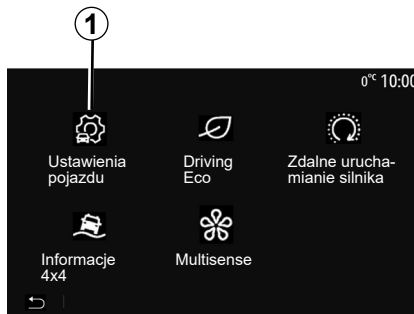 1
0°C 10:00
Ustawienia
pojazdu
Driving
Eco
Zdalne urucha-
mianie silnika
Informacje
4x4
Multisense